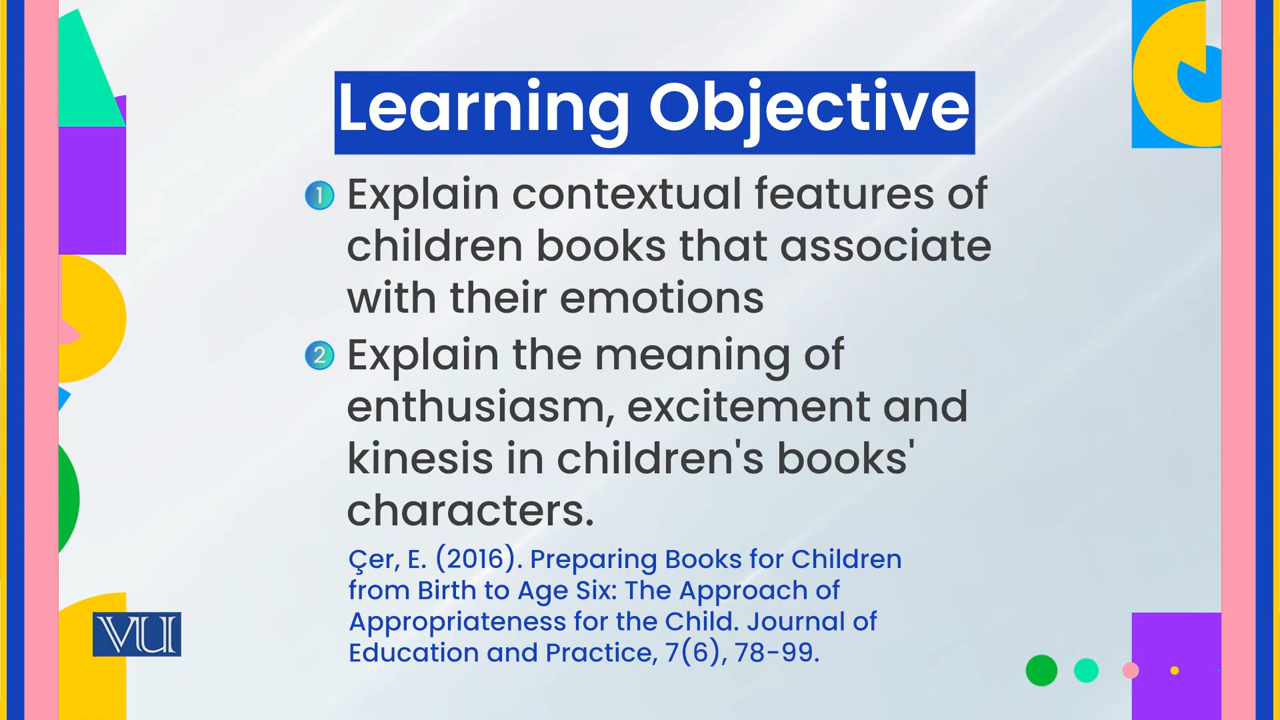 Learning Objective
1 Explain contextual features of
children books that associate
with their emotions
2 Explain the meaning of
enthusiasm, excitement and
kinesis in children's books'
characters.
Çer, E. (2016). Preparing Books for Children
from Birth to Age Six: The Approach of
Appropriateness for the Child. Journal of
Education and Practice, 7(6), 78-99.
VU